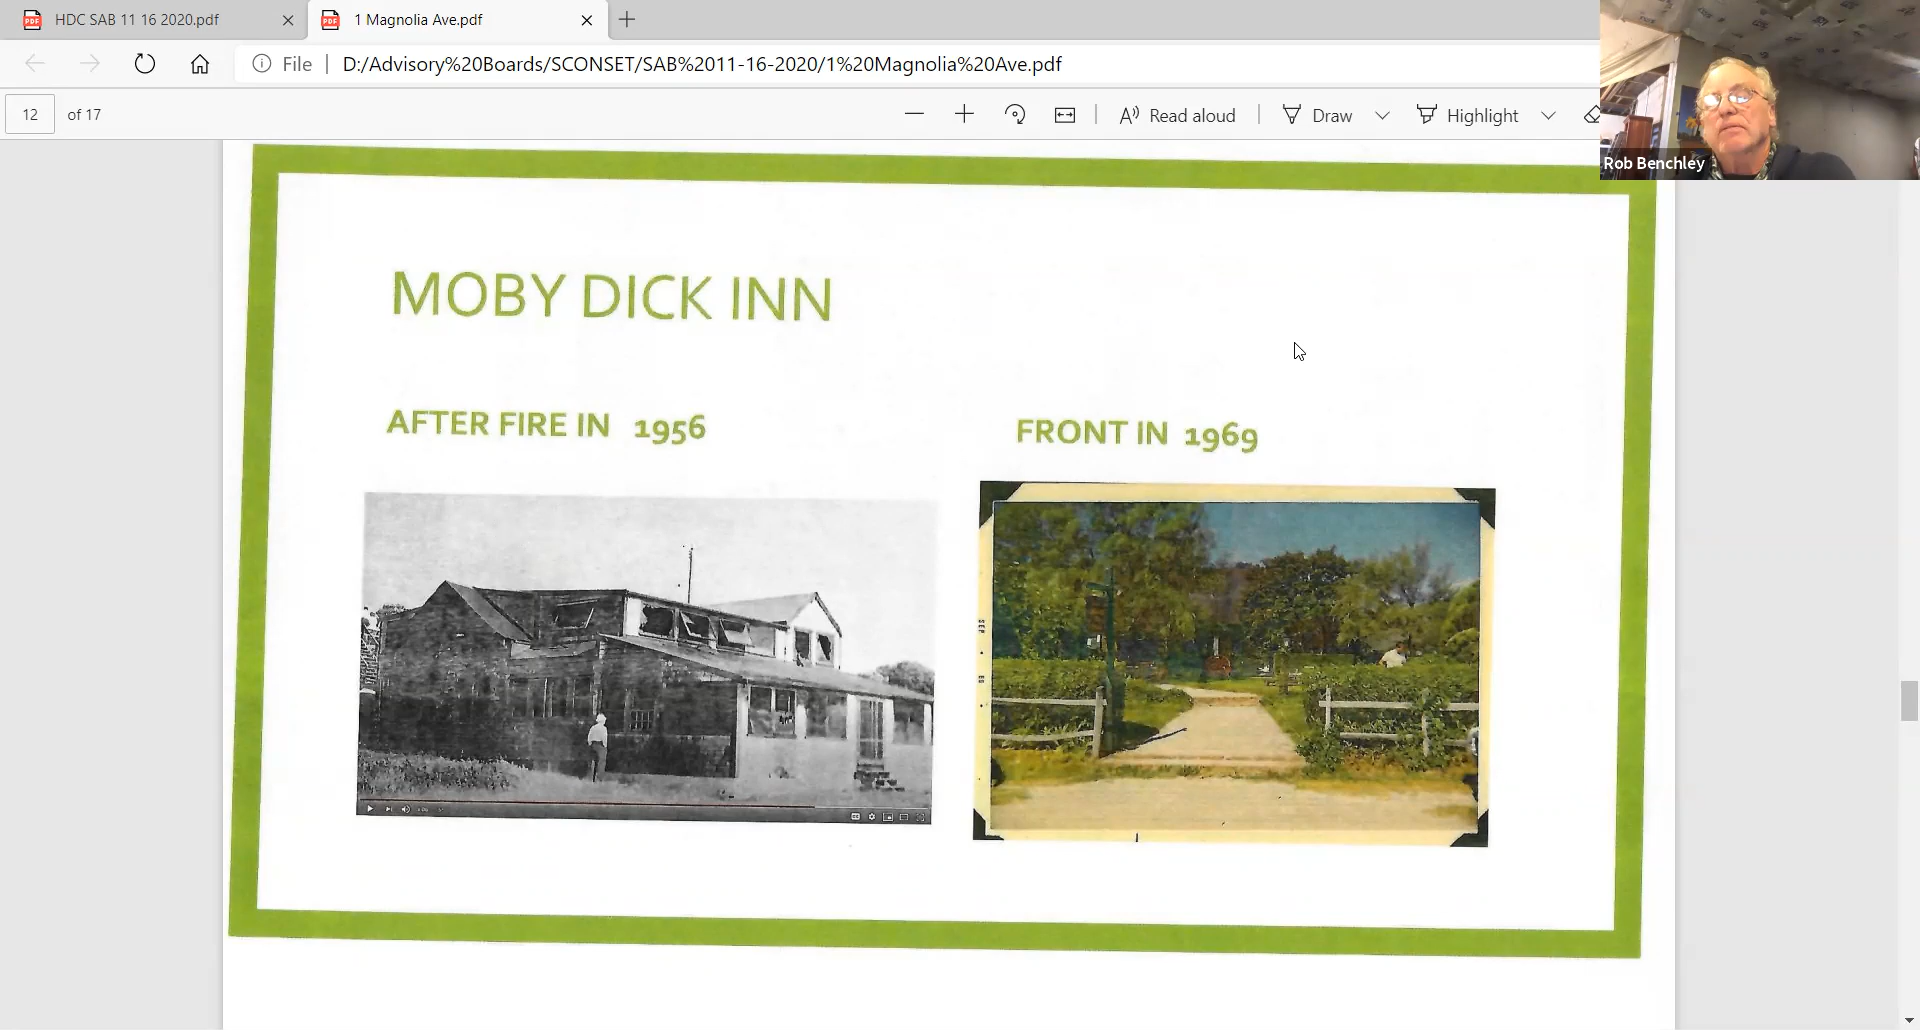 HDC SAB 11 16 2020.pdf
1 Magnolia Ave.pdf
File
D:/Advisory%20Boards/SCONSET/SAB%2011-16-2020/1%20Magnolia%20Ave.pdf
12 of 17
Read aloud
Draw
Highlight
Rob Benchley
MOBY DICK INN
AFTER FIRE IN 1956
FRONT IN 1969